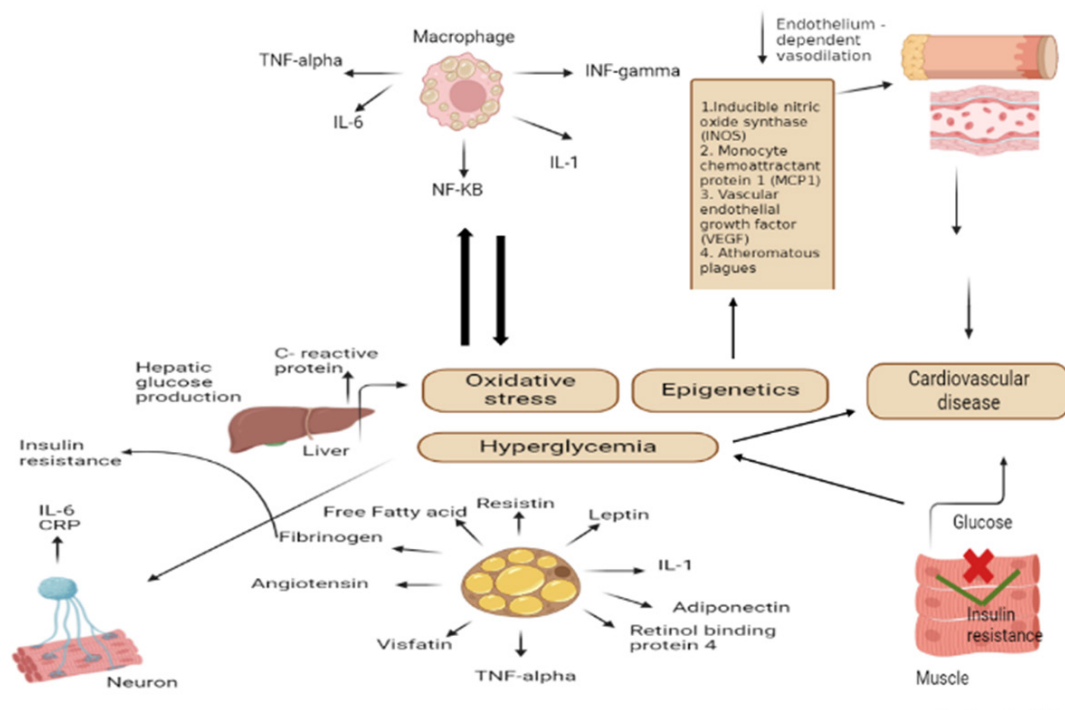 Macrophage
TNF-alpha
INF-gamma
IL-6
IL-1
NF-KB
Endothelium -
dependent
vasodilation
1.Inducible nitric
oxide synthase
(INOS)
2. Monocyte
chemoattractant
protein 1 (MCP1)
3. Vascular
endothelial
growth factor
(VEGF)
4. Atheromatous
plagues
Hepatic
glucose
production
C- reactive
protein
Liver
Oxidative
stress
Epigenetics
Cardiovascular
disease
Hyperglycemia
Insulin
resistance
IL-6
CRP
Neuron
Free Fatty acid
Resistin
Leptin
Fibrinogen
IL-1
Angiotensin
Adiponectin
Visfatin
Retinol binding
protein 4
TNF-alpha
Glucose
Insulin
resistance
Muscle